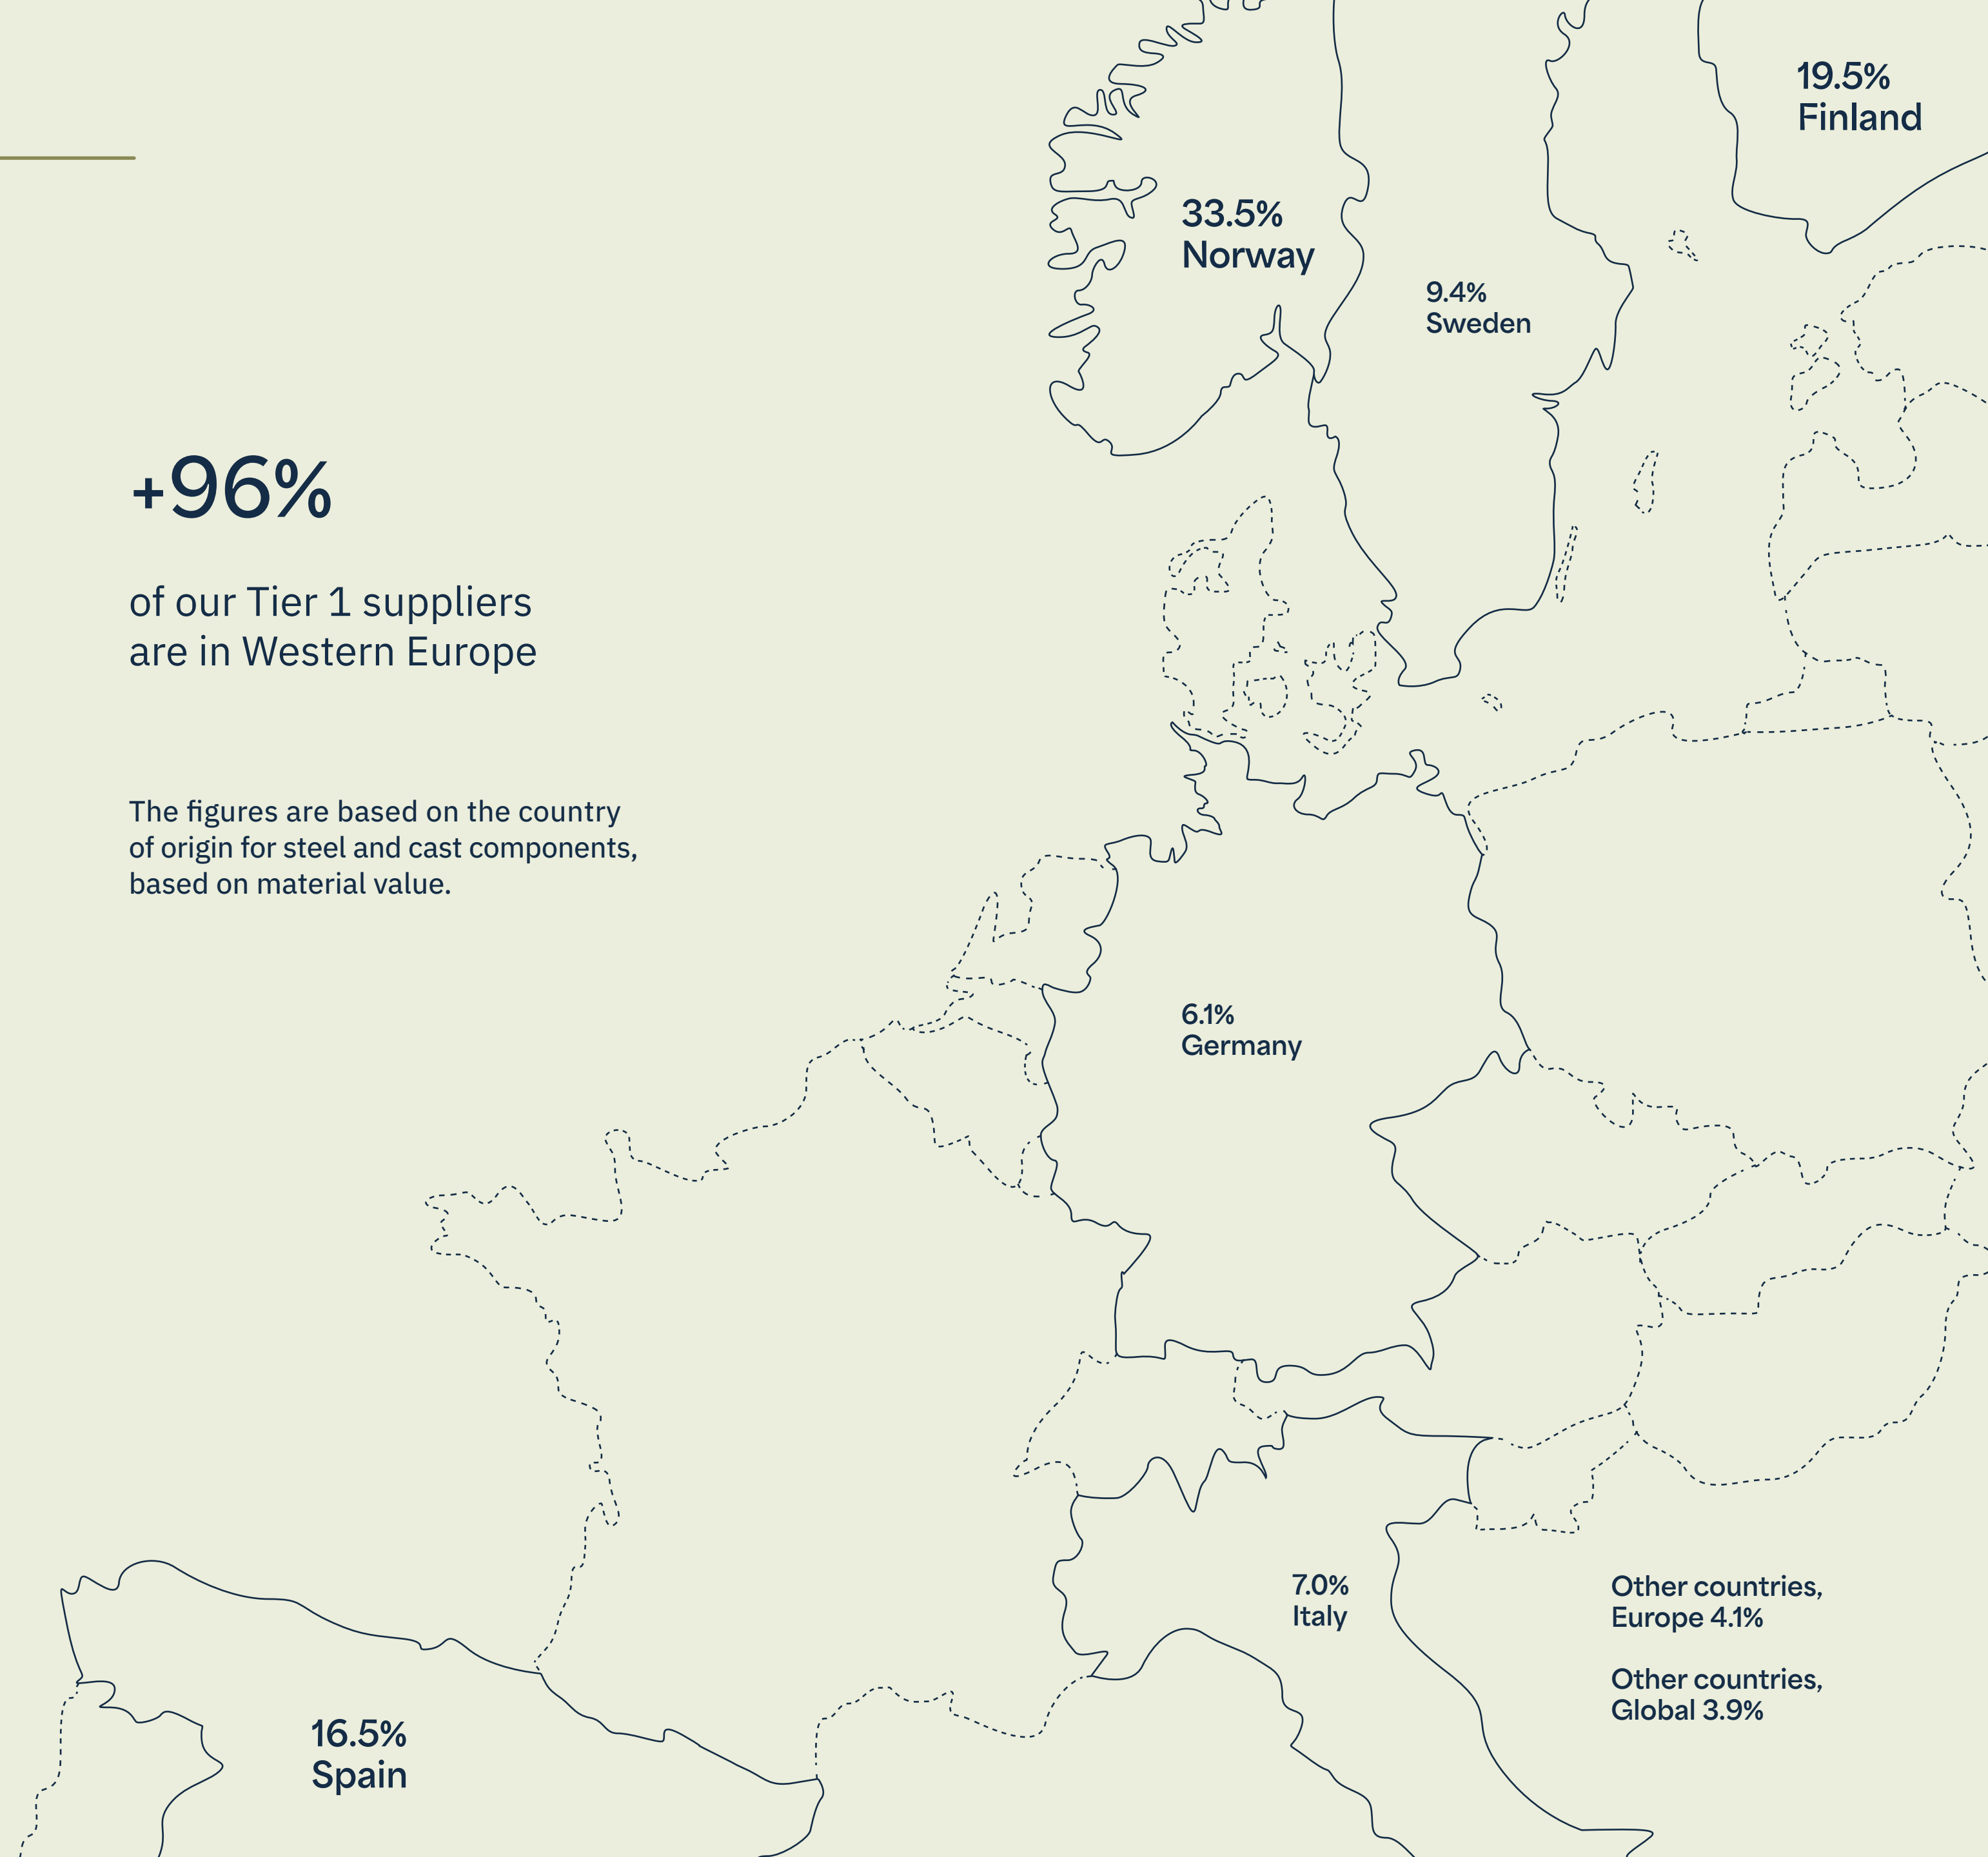 +96%
of our Tier 1 suppliers
are in Western Europe
The figures are based on the country
of origin for steel and cast components,
based on material value.
19.5%
Finland
33.5%
Norway
9.4%
Sweden
6.1%
Germany
7.0%
Italy
Other countries,
Europe 4.1%
Other countries,
Global 3.9%
16.5%
Spain